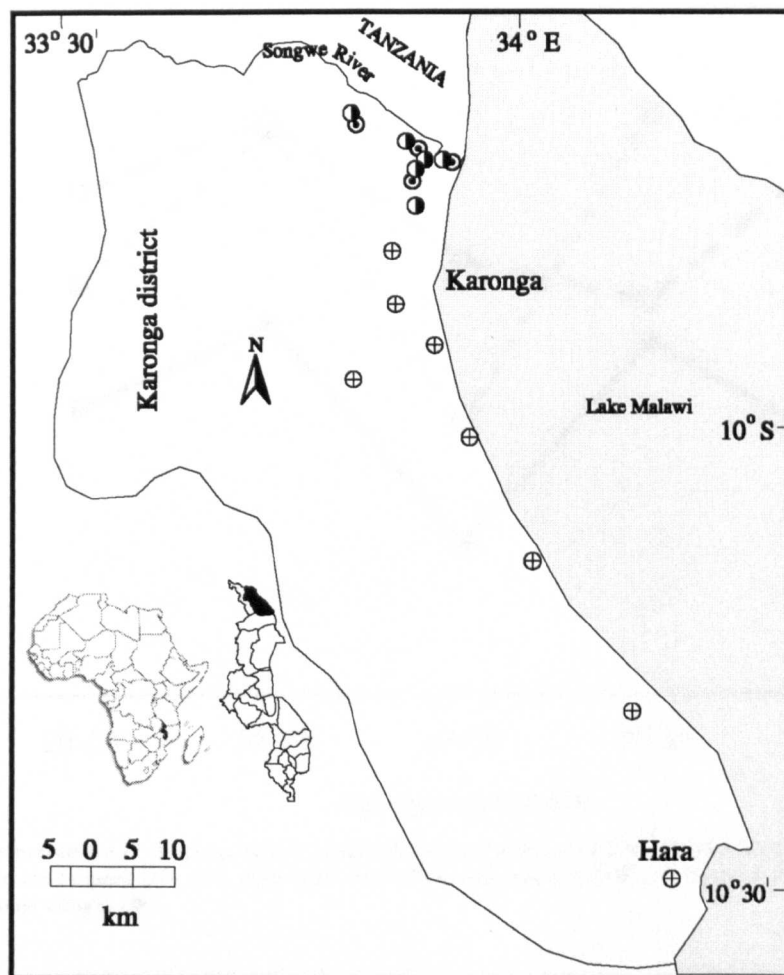 33° 30'
34° E
TANZANIA
Songwe River
Karonga district
Karonga
N
Lake Malawi
10° S
5 0 5 10
km
Hara
10° 30'